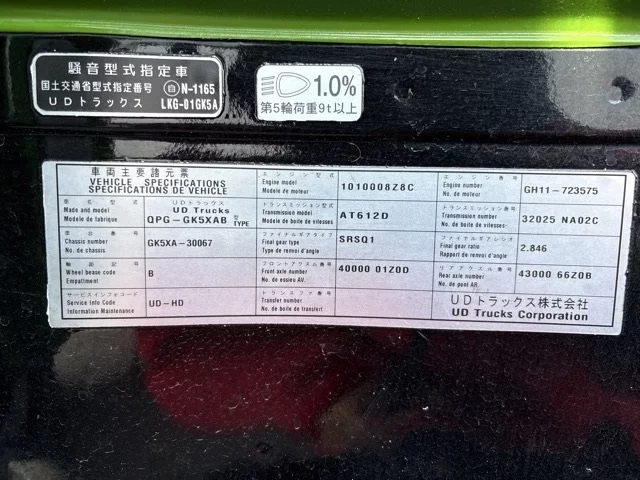 騒音型式指定車
国土交通省型式指定番号 自 N-1165
UDトラックス LKG-01GK5A
1.0%
第5輪荷重9t以上
車両主要諸元票
VEHICLE SPECIFICATIONS
SPECIFICATIONS DE VEHICLE
車名 型式 UDトラックス
Made and model UD Trucks
Modele de fabrique QPG-GK5XAB 型 TYPE
車台番号
Chassis number GK5XA-30067
No. de chassis
軸距記号
Wheel base code B
Empattement
サービスインフォコード
Service Info Code UD-HD
Information Maintenance
エンジン型式
Engine model 1010008Z8C
Modele de moteur
トランスミッション型式
Transmission model AT612D
Modele de boite de vitesses
ファイナルギアタイプ
Final gear type SRSQ1
Type de renvoi d'angle
フロントアクスル番号
Front axle number 40000 01Z0D
No. de essieu AV.
トランスファ番号
Transfer number
No. de boite de transfert
エンジン番号
Engine number GH11-723575
No. de moteur
トランスミッション番号
Transmission number 32025 NA02C
No. de boite de vitesses
ファイナルギアレシオ
Final gear ratio 2.846
Rapport de renvoi d'angle
リアアクスル番号
Rear axle number 43000 66Z0B
No. de pont AR.
UDトラックス株式会社
UD Trucks Corporation